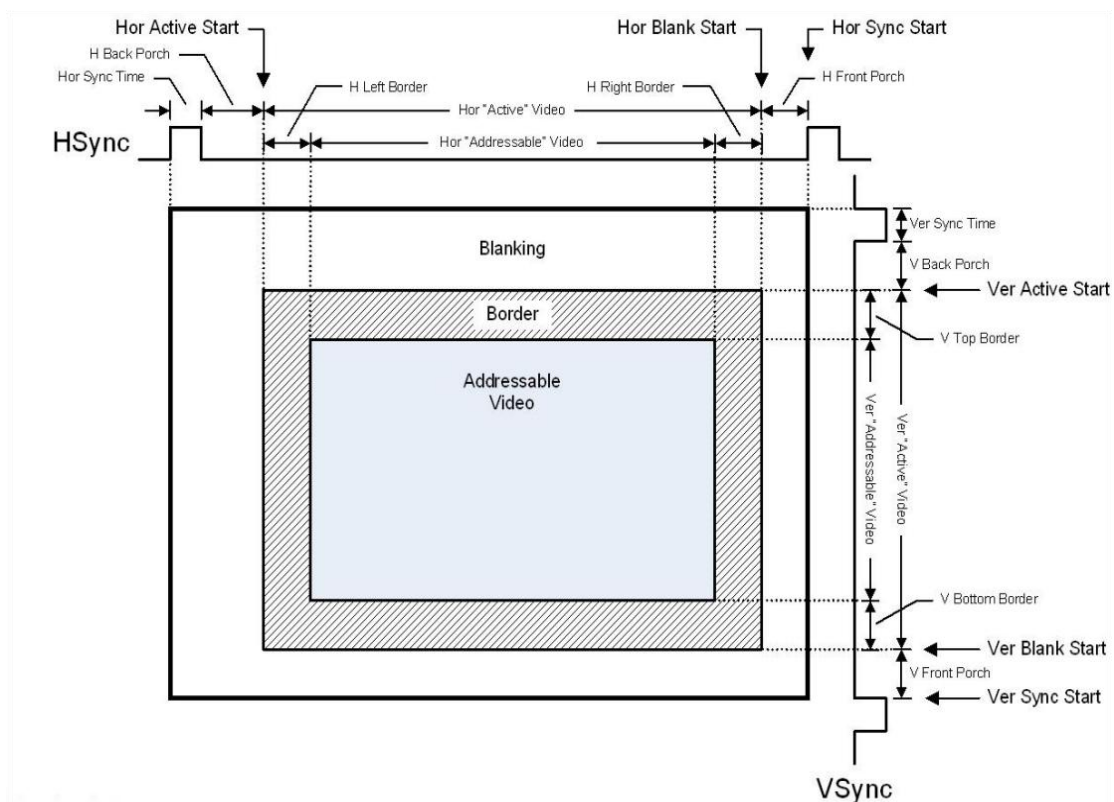 Hor Active Start
Hor Blank Start
Hor Sync Start
H Back Porch
Hor Sync Time
H Left Border
H Right Border
H Front Porch
Hor "Active" Video
HSync
Hor "Addressable" Video
Ver Sync Time
Blanking
V Back Porch
Ver Active Start
Border
V Top Border
Addressable
Video
Ver "Addressable" Video
Ver "Active" Video
V Bottom Border
Ver Blank Start
V Front Porch
Ver Sync Start
VSync